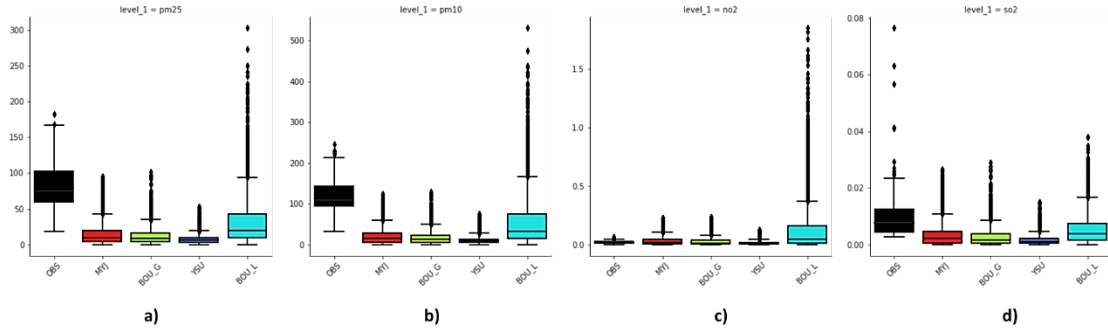 level_1 = pm25
300
250
200
150
100
50
0
OBS
MYJ
BOU_G
YSU
BOU_L
a)
level_1 = pm10
500
400
300
200
100
0
OBS
MYJ
BOU_G
YSU
BOU_L
b)
level_1 = no2
1.5
1.0
0.5
0.0
OBS
MYJ
BOU_G
YSU
BOU_L
c)
level_1 = so2
0.08
0.06
0.04
0.02
0.00
OBS
MYJ
BOU_G
YSU
BOU_L
d)